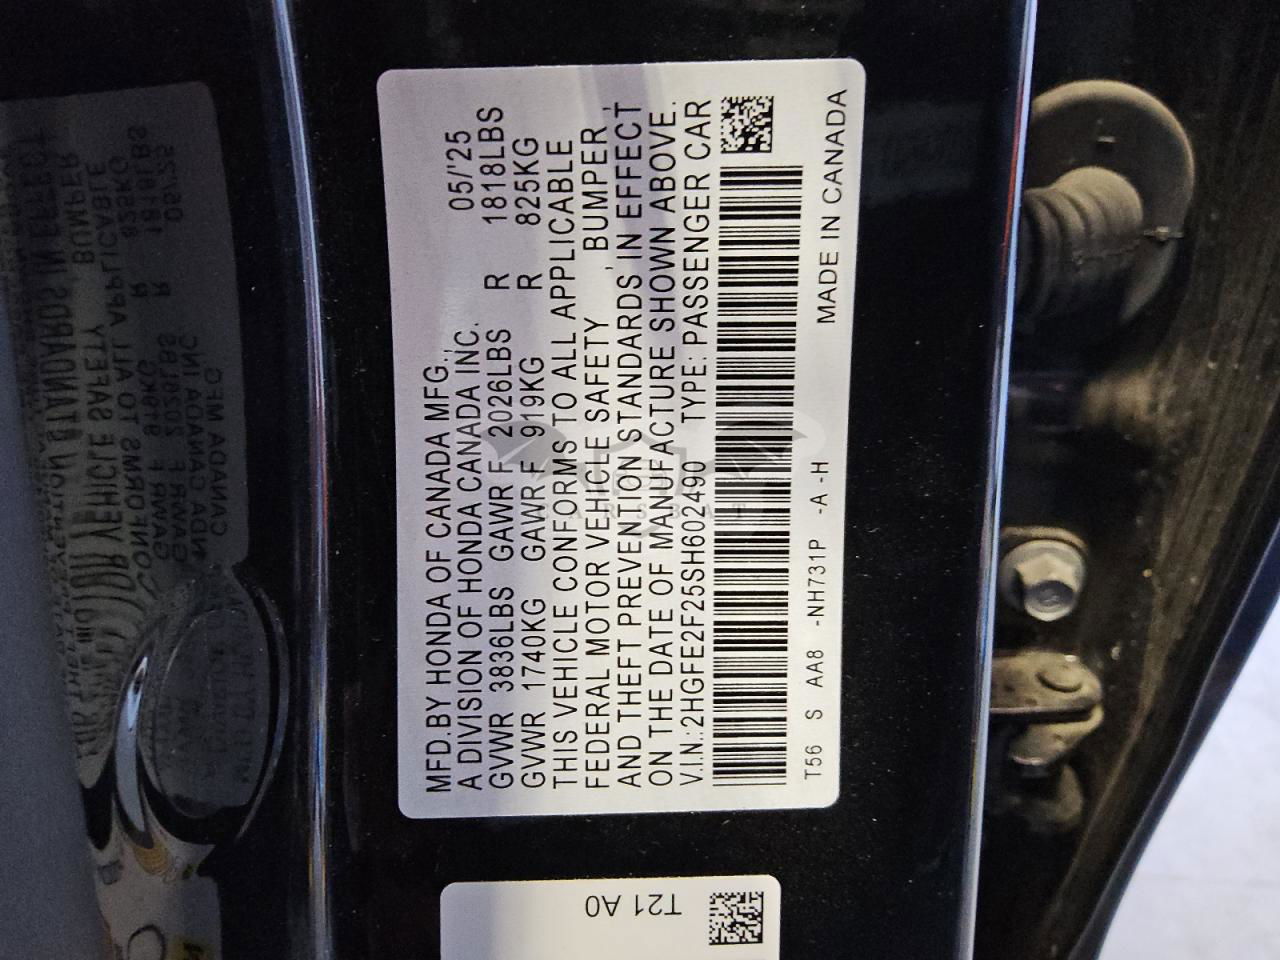 MFD.BY HONDA OF CANADA MFG., 05/'25
A DIVISION OF HONDA CANADA INC.
GVWR 3836LBS GAWR F 2026LBS R 1818LBS
GVWR 1740KG GAWR F 919KG R 825KG
THIS VEHICLE CONFORMS TO ALL APPLICABLE
FEDERAL MOTOR VEHICLE SAFETY , BUMPER ,
AND THEFT PREVENTION STANDARDS IN EFFECT
ON THE DATE OF MANUFACTURE SHOWN ABOVE.
V.I.N.:2HGFE2F25SH602490 TYPE: PASSENGER CAR
T56 S AA8 -NH731P -A -H MADE IN CANADA
T21 A0
CARSBAT